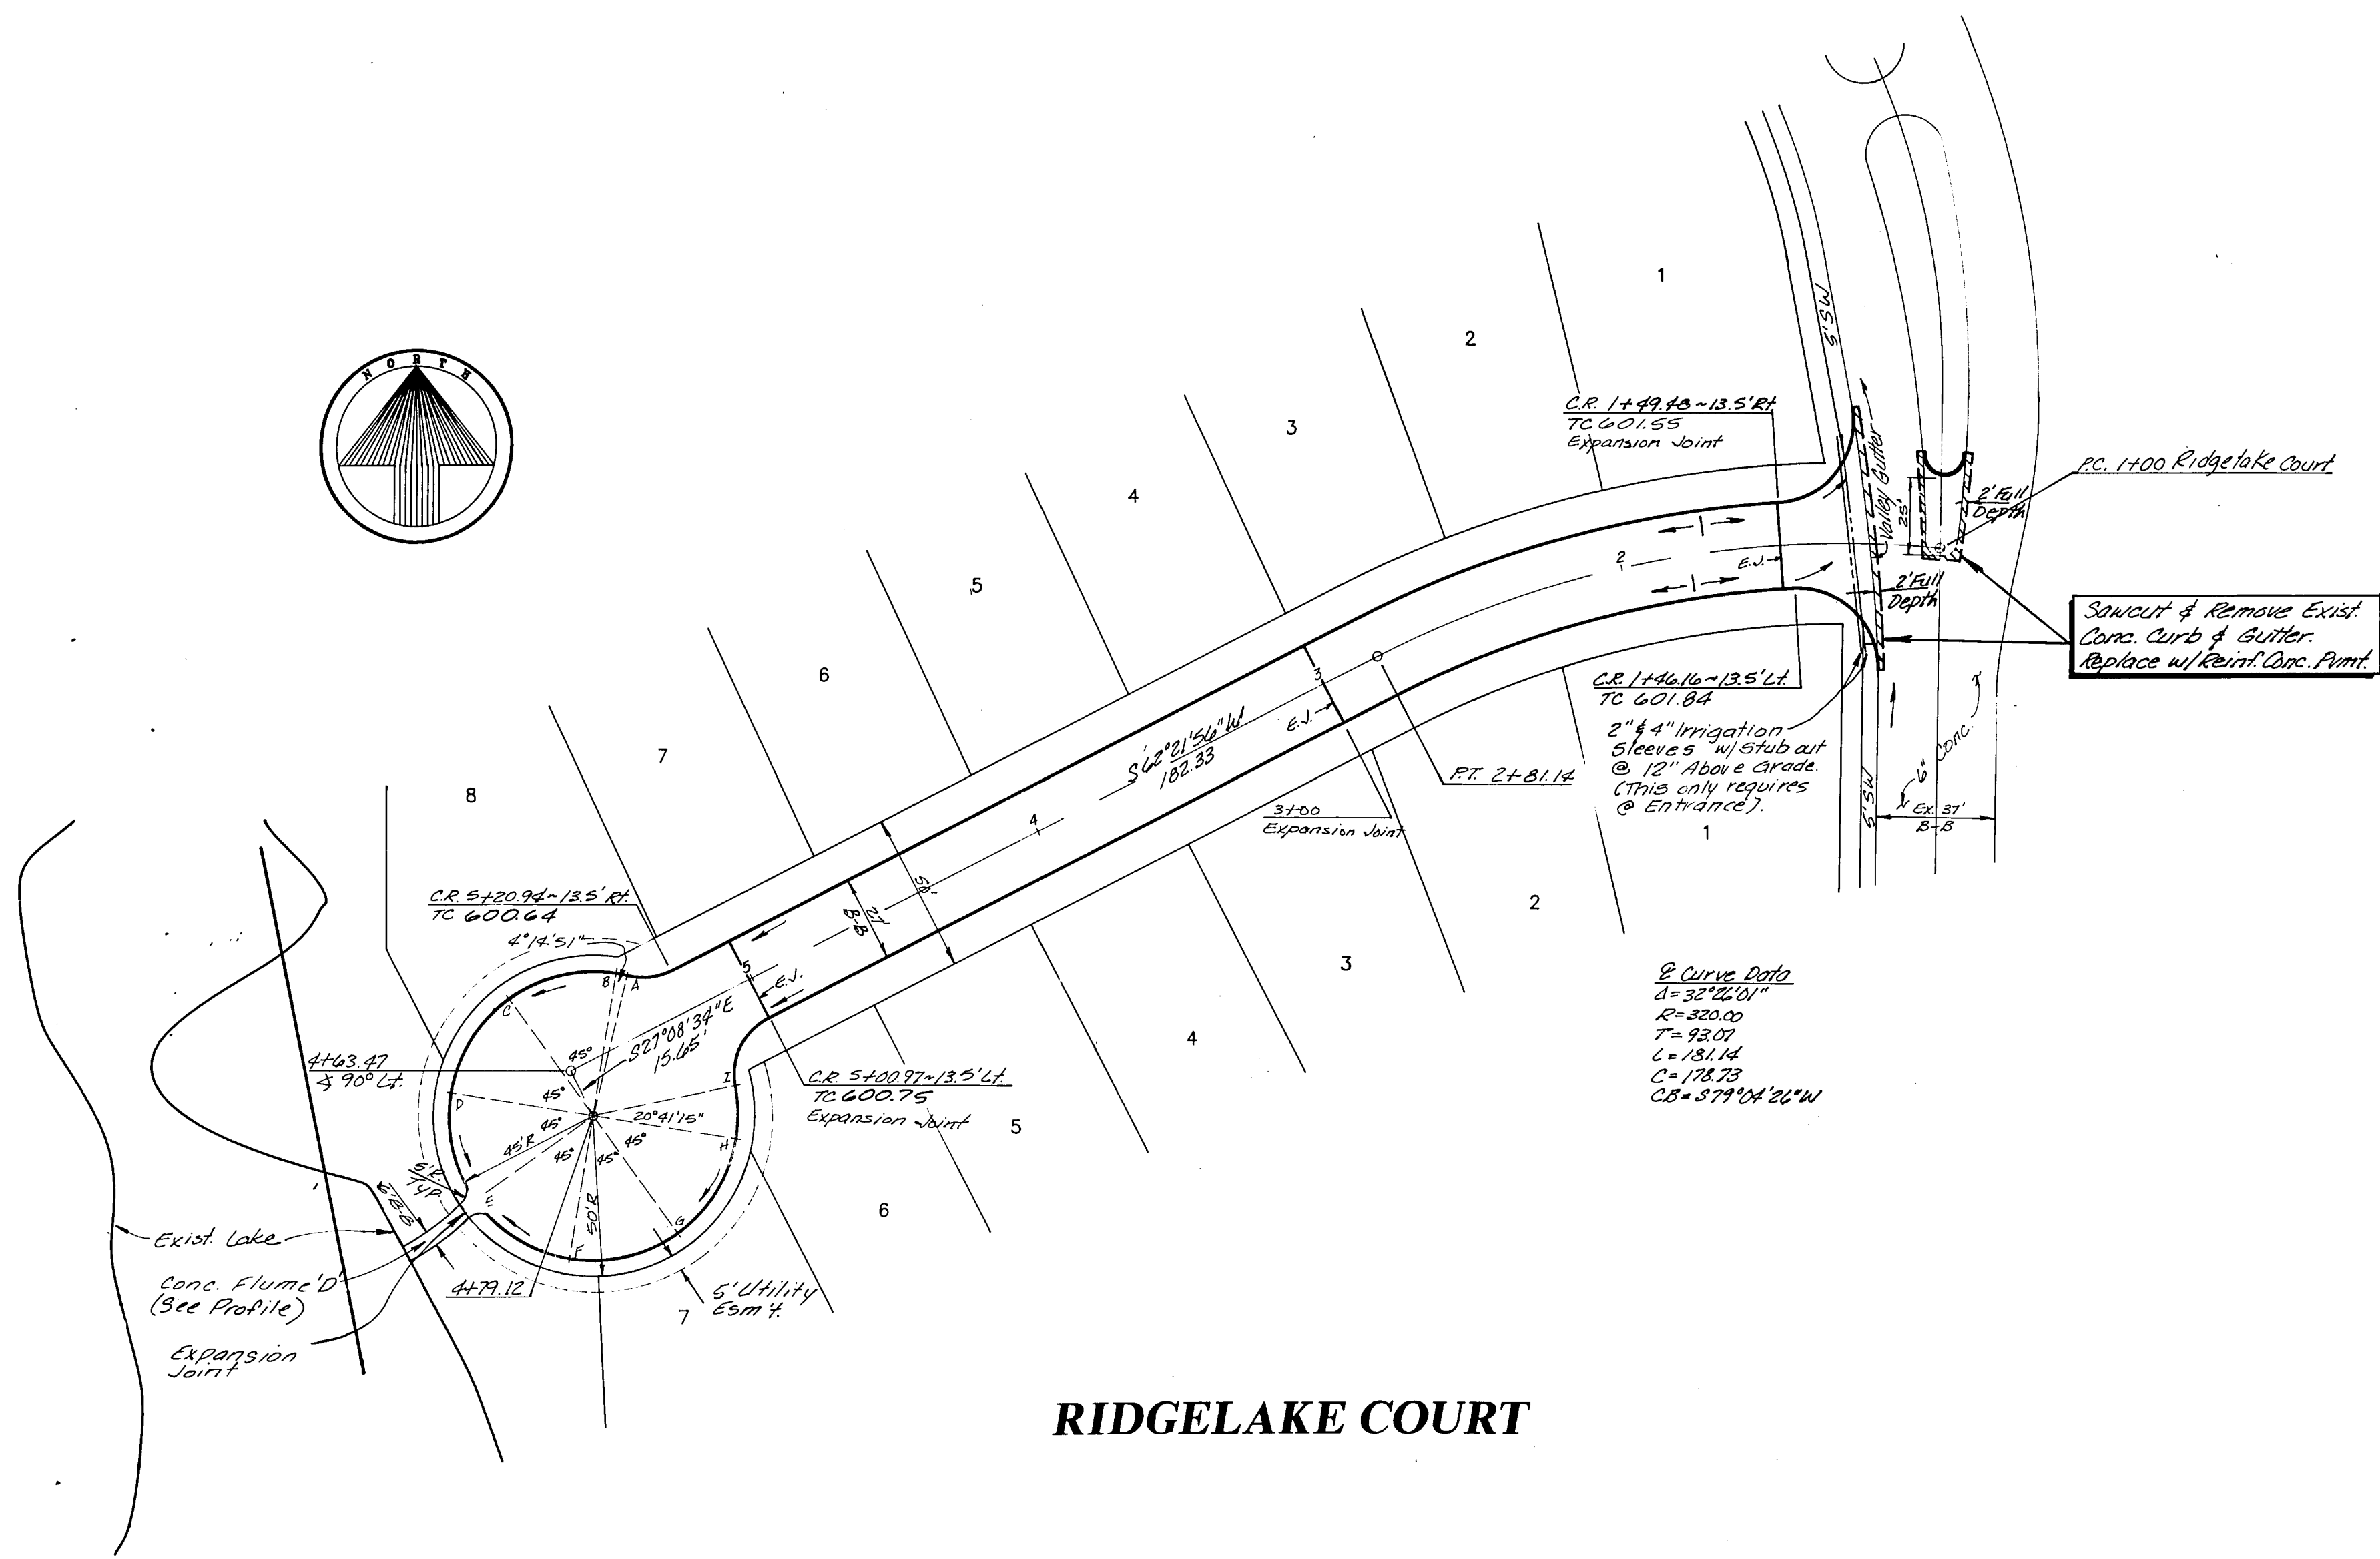 NORTH
1
2
3
4
5
6
7
8
5'SW
Valley Gutter
25'
P.C. 1+00 Ridgelake Court
2' Full
Depth
2' Full
Depth
Sawcut & Remove Exist.
Conc. Curb & Gutter.
Replace w/ Reinf. Conc. Pvmt.
C.R. 1+49.48~13.5' Rt.
TC 601.55
Expansion Joint
2
E.J.
C.R. 1+46.16~13.5' Lt.
TC 601.84
2" & 4" Irrigation
Sleeves w/ Stub out
@ 12" Above Grade.
(This only requires
@ Entrance).
1
5'SW
6" Conc.
Ex. 37'
B-B
3
E.J.
P.T. 2+81.14
3+00
Expansion Joint
S 62°21'56" W
182.33
4
50'
27'
B-B
2
3
4
5
6
7
C.R. 5+20.94~13.5' Rt.
TC 600.64
4°14'51"
5
E.J.
S27°08'34"E
15.65'
4+63.47
∡ 90° Lt.
C.R. 5+00.97~13.5' Lt.
TC 600.75
Expansion Joint
A
B
C
D
E
F
G
H
I
45°
45°
45°
45°
45°
45°
20°41'15"
45'R
50'R
5'R.
Typ.
6' B-B
4+79.12
5' Utility
Esm't.
Exist. Lake
Conc. Flume 'D'
(See Profile)
Expansion
Joint
℄ Curve Data
Δ = 32°26'01"
R = 320.00
T = 93.07
L = 181.14
C = 178.73
CB = S79°04'26"W
RIDGELAKE COURT